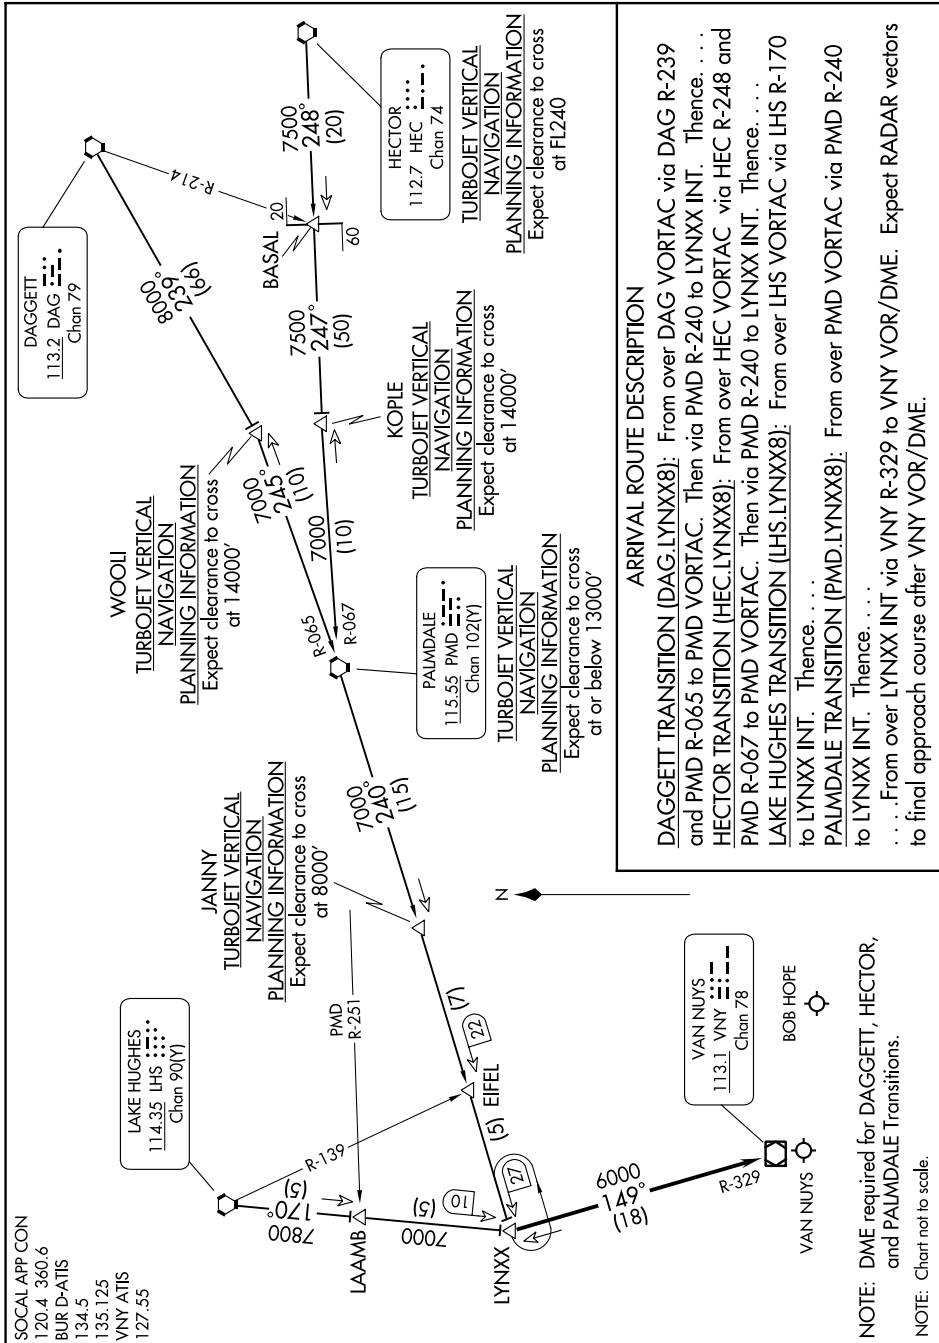 SOCAL APP CON
120.4 360.6
BUR D-ATIS
134.5
135.125
VNY ATIS
127.55
LAKE HUGHES
114.35 LHS
Chan 90(Y)
R-139
7800
170°
(5)
LAAMB
7000
(5)
10
LYNXX
PMD
R-251
JANNY
TURBOJET VERTICAL
NAVIGATION
PLANNING INFORMATION
Expect clearance to cross
at 8000'
(7)
22
EIFEL
(5)
27
6000
149°
(18)
R-329
VAN NUYS
113.1 VNY
Chan 78
VAN NUYS
BOB HOPE
N
7000
240°
(15)
WOOLI
TURBOJET VERTICAL
NAVIGATION
PLANNING INFORMATION
Expect clearance to cross
at 14000'
DAGGETT
113.2 DAG
Chan 79
8000
239°
(66)
R-214
7000
245°
(10)
R-065
R-067
PALMDALE
115.55 PMD
Chan 102(Y)
TURBOJET VERTICAL
NAVIGATION
PLANNING INFORMATION
Expect clearance to cross
at or below 13000'
7000
(10)
KOPLE
TURBOJET VERTICAL
NAVIGATION
PLANNING INFORMATION
Expect clearance to cross
at 14000'
7500
247°
(50)
BASAL
20
60
7500
248°
(20)
HECTOR
112.7 HEC
Chan 74
TURBOJET VERTICAL
NAVIGATION
PLANNING INFORMATION
Expect clearance to cross
at FL240
ARRIVAL ROUTE DESCRIPTION
DAGGETT TRANSITION (DAG.LYNXX8): From over DAG VORTAC via DAG R-239
and PMD R-065 to PMD VORTAC. Then via PMD R-240 to LYNXX INT. Thence. . . .
HECTOR TRANSITION (HEC.LYNXX8): From over HEC VORTAC via HEC R-248 and
PMD R-067 to PMD VORTAC. Then via PMD R-240 to LYNXX INT. Thence. . . .
LAKE HUGHES TRANSITION (LHS.LYNXX8): From over LHS VORTAC via LHS R-170
to LYNXX INT. Thence. . . .
PALMDALE TRANSITION (PMD.LYNXX8): From over PMD VORTAC via PMD R-240
to LYNXX INT. Thence. . . .
. . . .From over LYNXX INT via VNY R-329 to VNY VOR/DME. Expect RADAR vectors
to final approach course after VNY VOR/DME.
NOTE: DME required for DAGGETT, HECTOR,
and PALMDALE Transitions.
NOTE: Chart not to scale.